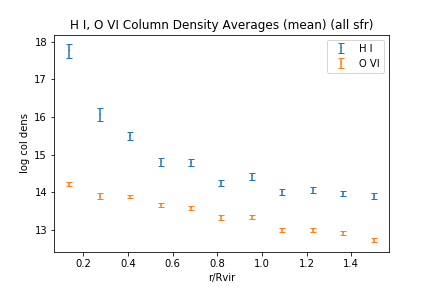 H I, O VI Column Density Averages (mean) (all sfr)
H I
O VI
log col dens
18
17
16
15
14
13
0.2
0.4
0.6
0.8
1.0
1.2
1.4
r/Rvir